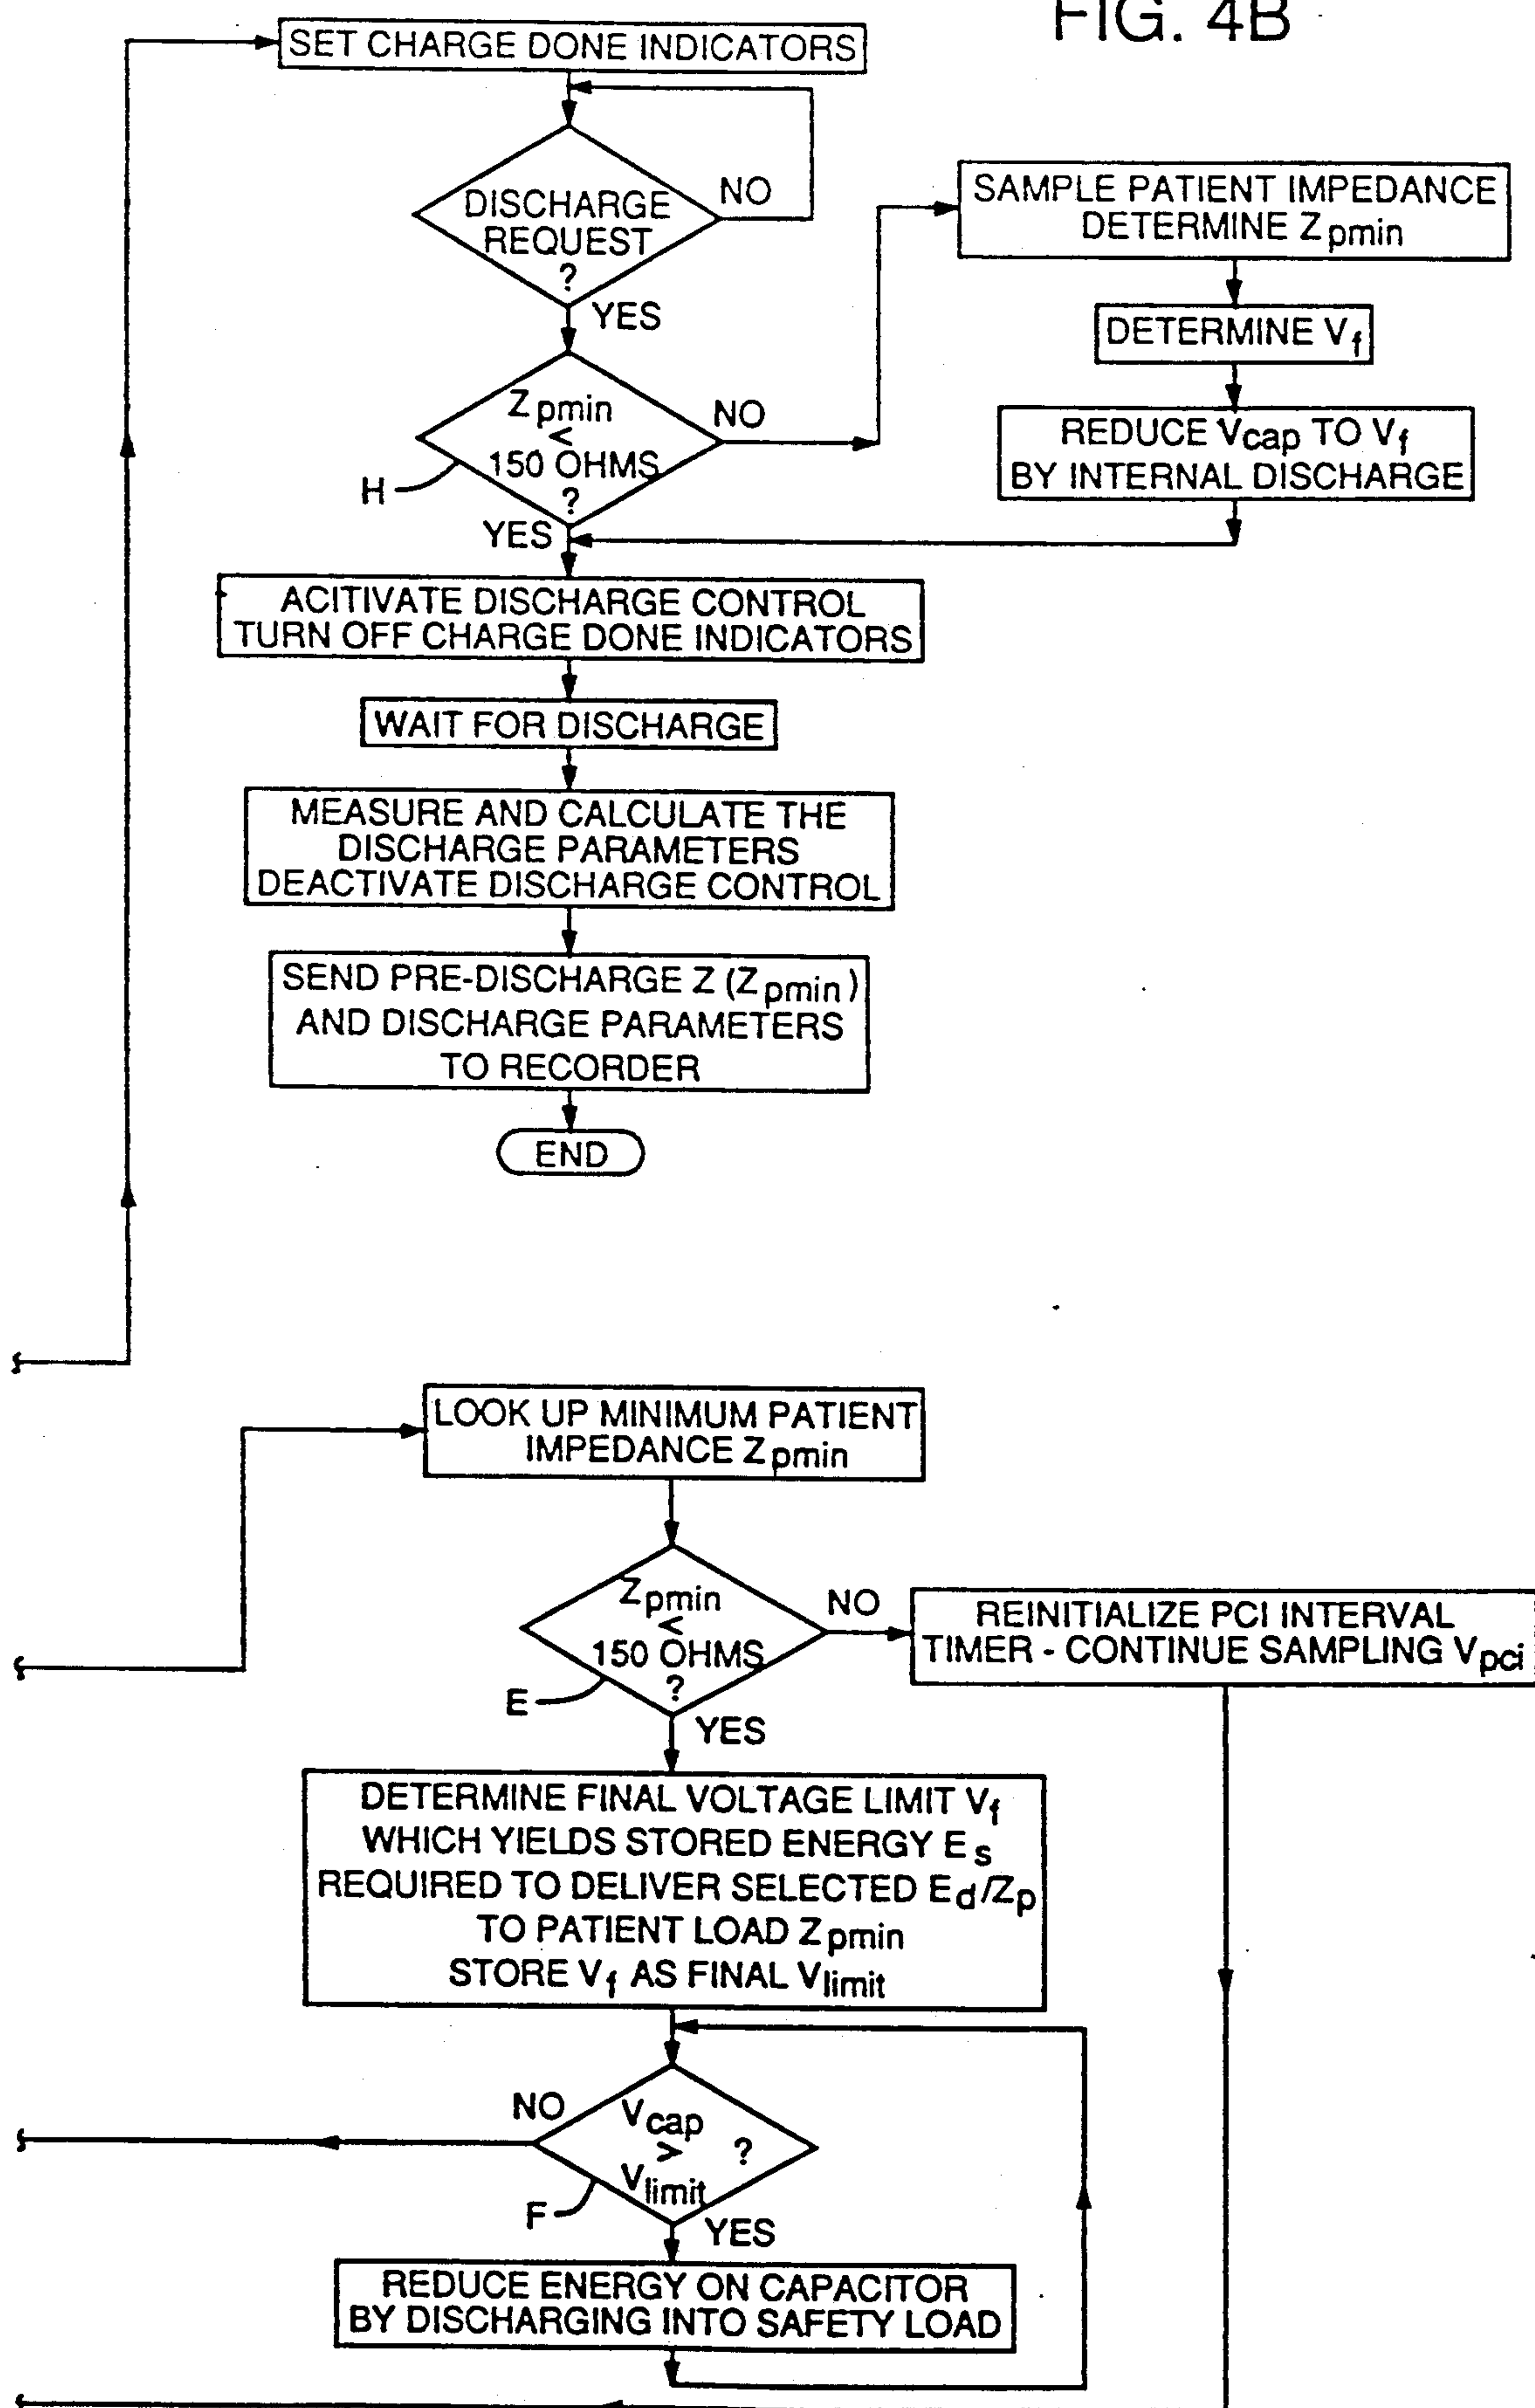 FIG. 4B
SET CHARGE DONE INDICATORS
DISCHARGE
REQUEST
?
NO
YES
Zpmin
<
150 OHMS
?
NO
H
YES
SAMPLE PATIENT IMPEDANCE
DETERMINE Zpmin
DETERMINE Vf
REDUCE Vcap TO Vf
BY INTERNAL DISCHARGE
ACITIVATE DISCHARGE CONTROL
TURN OFF CHARGE DONE INDICATORS
WAIT FOR DISCHARGE
MEASURE AND CALCULATE THE
DISCHARGE PARAMETERS
DEACTIVATE DISCHARGE CONTROL
SEND PRE-DISCHARGE Z (Zpmin)
AND DISCHARGE PARAMETERS
TO RECORDER
END
LOOK UP MINIMUM PATIENT
IMPEDANCE Zpmin
Zpmin
<
150 OHMS
?
NO
E
YES
REINITIALIZE PCI INTERVAL
TIMER - CONTINUE SAMPLING Vpci
DETERMINE FINAL VOLTAGE LIMIT Vf
WHICH YIELDS STORED ENERGY Es
REQUIRED TO DELIVER SELECTED Ed/Zp
TO PATIENT LOAD Zpmin
STORE Vf AS FINAL Vlimit
NO
Vcap
> ?
Vlimit
F
YES
REDUCE ENERGY ON CAPACITOR
BY DISCHARGING INTO SAFETY LOAD